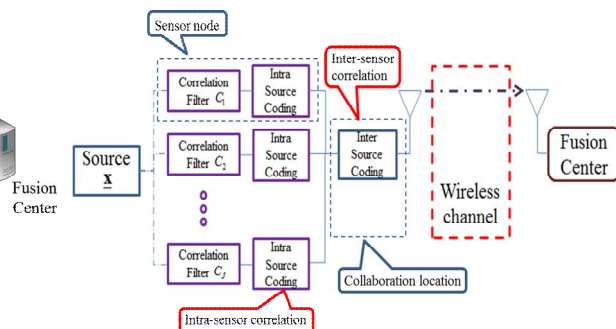 Sensor node
Inter-sensor
correlation
Correlation
Filter C1
Intra
Source
Coding
Source
x
Correlation
Filter C2
Intra
Source
Coding
Inter
Source
Coding
Correlation
Filter CJ
Intra
Source
Coding
Wireless
channel
Fusion
Center
Fusion
Center
Collaboration location
Intra-sensor correlation